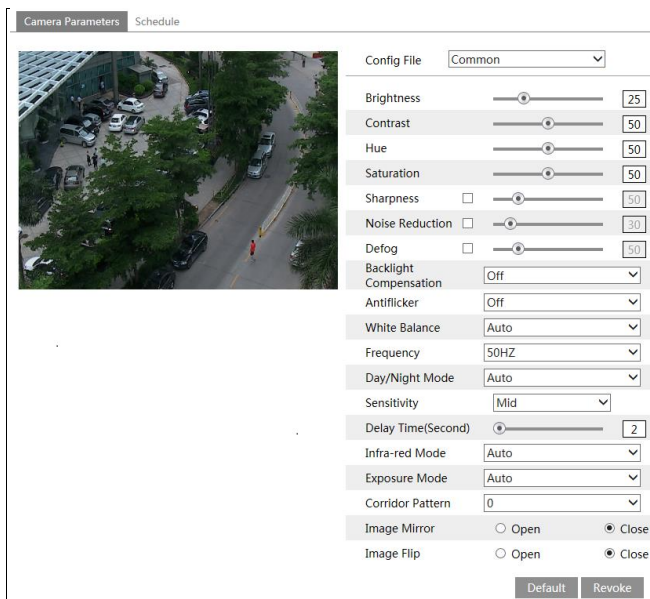 Camera Parameters Schedule
Config File Common
Brightness 25
Contrast 50
Hue 50
Saturation 50
Sharpness 50
Noise Reduction 30
Defog 50
Backlight
Compensation Off
Antiflicker Off
White Balance Auto
Frequency 50HZ
Day/Night Mode Auto
Sensitivity Mid
Delay Time(Second) 2
Infra-red Mode Auto
Exposure Mode Auto
Corridor Pattern 0
Image Mirror Open Close
Image Flip Open Close
Default Revoke